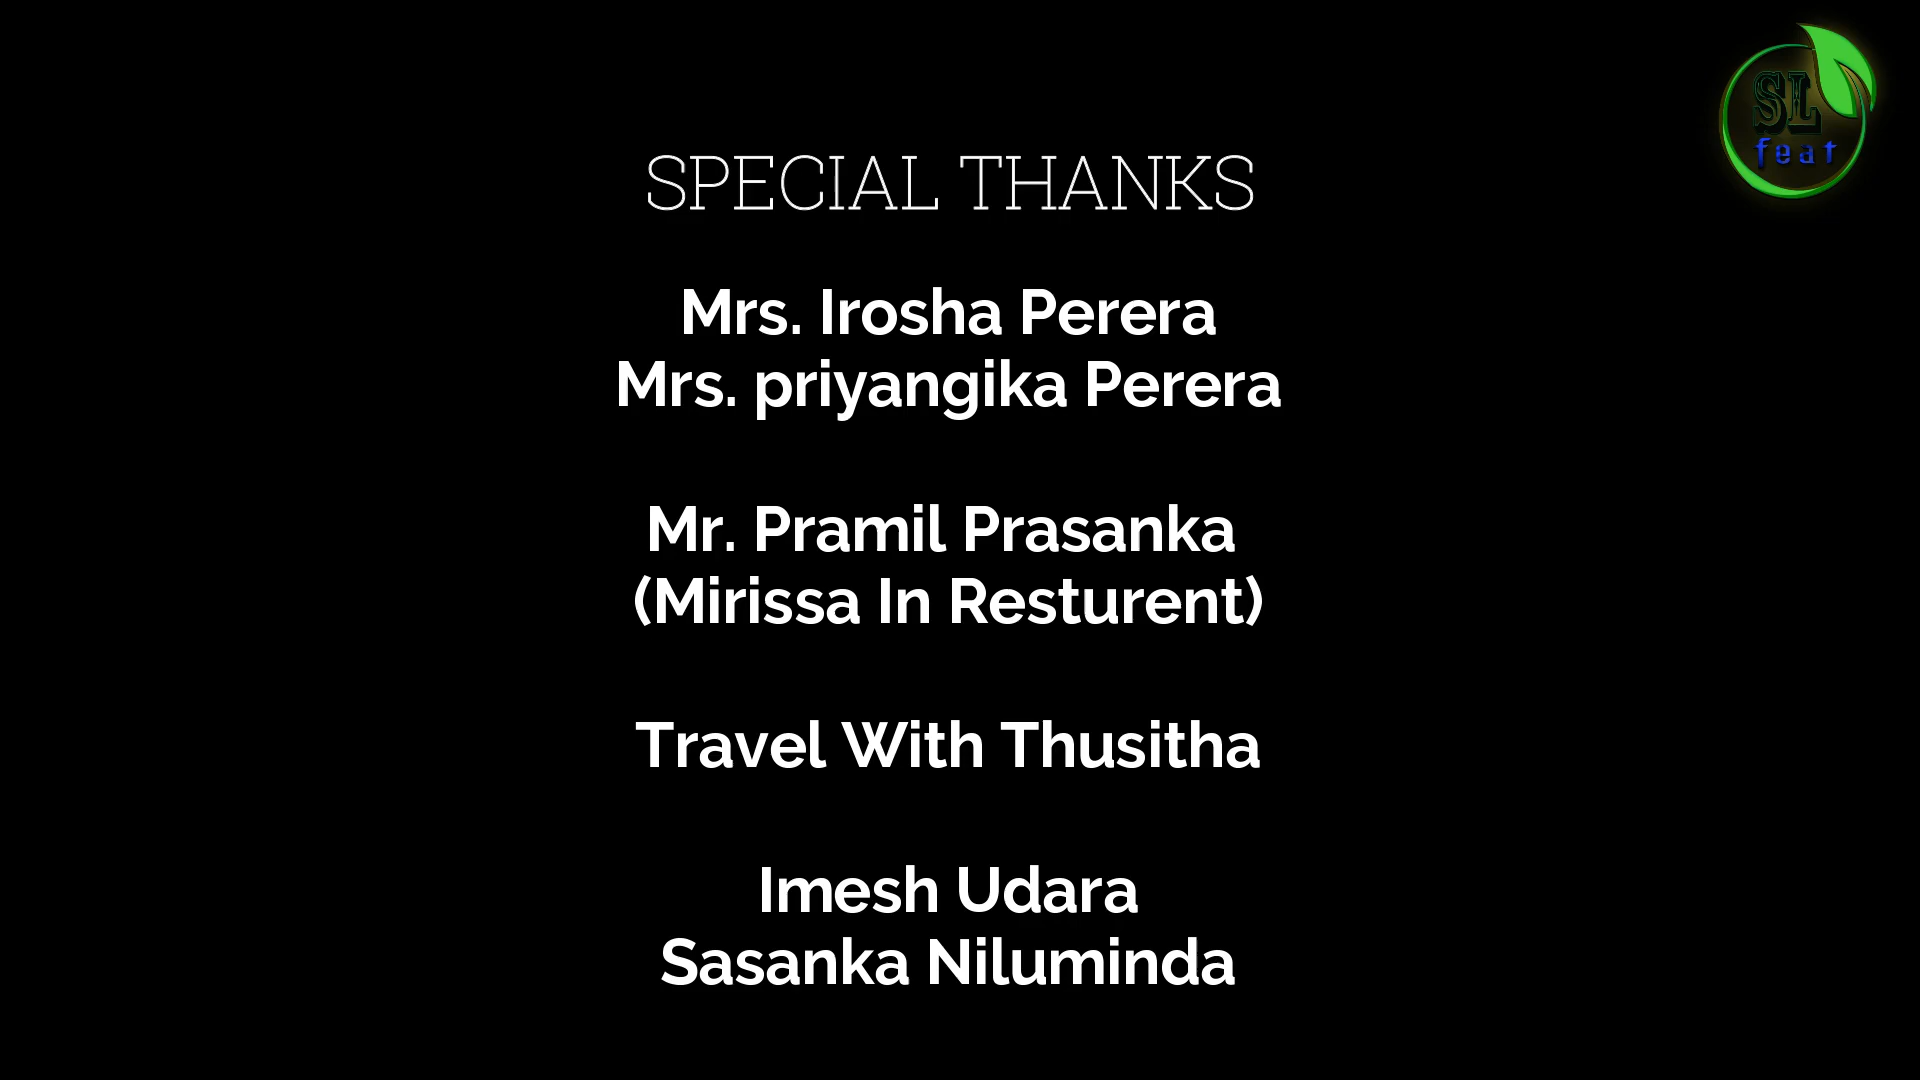 SL
feat
SPECIAL THANKS
Mrs. Irosha Perera
Mrs. priyangika Perera
Mr. Pramil Prasanka
(Mirissa In Resturent)
Travel With Thusitha
Imesh Udara
Sasanka Niluminda